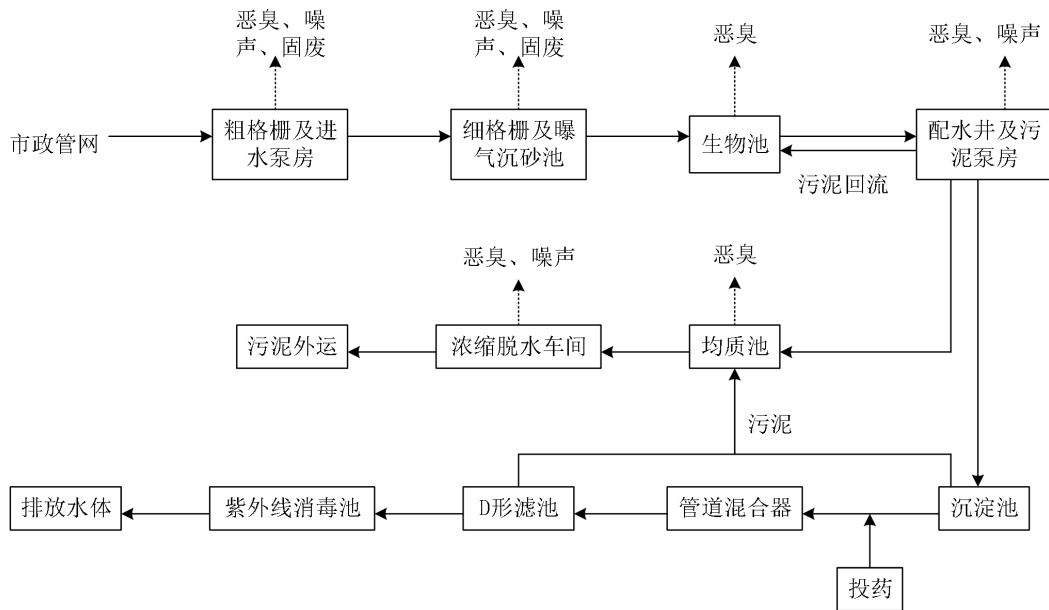 恶臭、噪
声、固废
恶臭、噪
声、固废
恶臭
恶臭、噪声
市政管网
粗格栅及进
水泵房
细格栅及曝
气沉砂池
生物池
配水井及污
泥泵房
污泥回流
恶臭、噪声
恶臭
污泥外运
浓缩脱水车间
均质池
污泥
排放水体
紫外线消毒池
D形滤池
管道混合器
沉淀池
投药